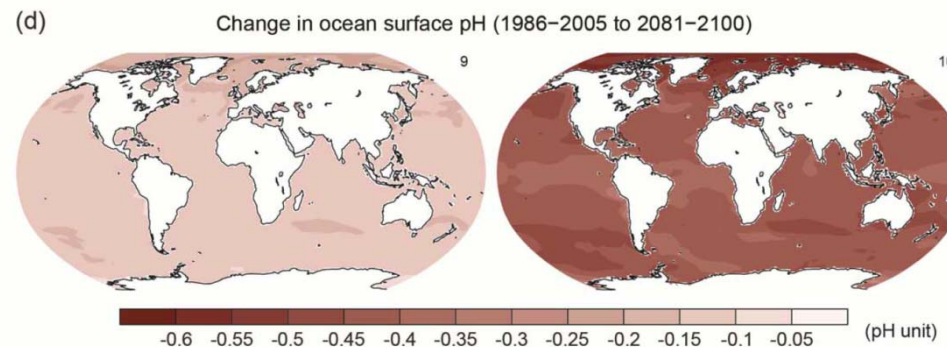 (d)
Change in ocean surface pH (1986−2005 to 2081−2100)
9
-0.6 -0.55 -0.5 -0.45 -0.4 -0.35 -0.3 -0.25 -0.2 -0.15 -0.1 -0.05
(pH unit)